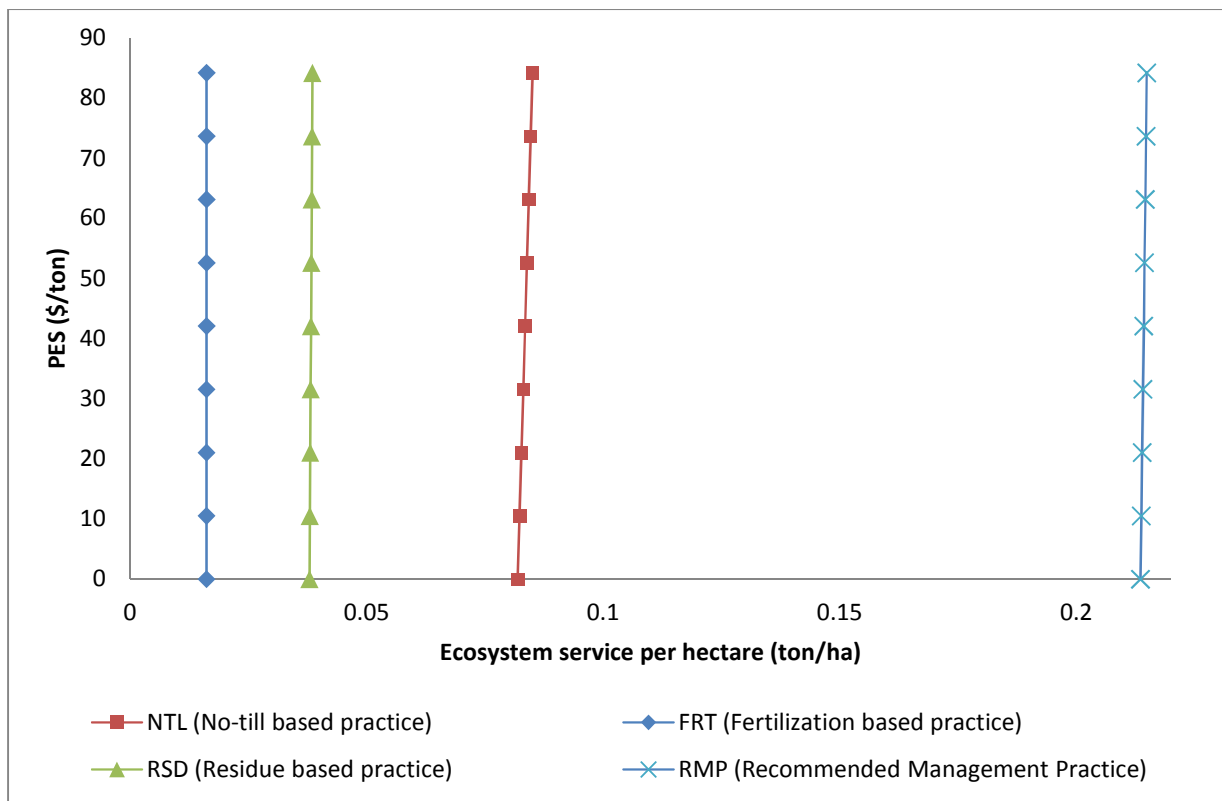 90
80
70
60
50
40
30
20
10
0
PES ($/ton)
0 0.05 0.1 0.15 0.2
Ecosystem service per hectare (ton/ha)
NTL (No-till based practice) FRT (Fertilization based practice)
RSD (Residue based practice) RMP (Recommended Management Practice)